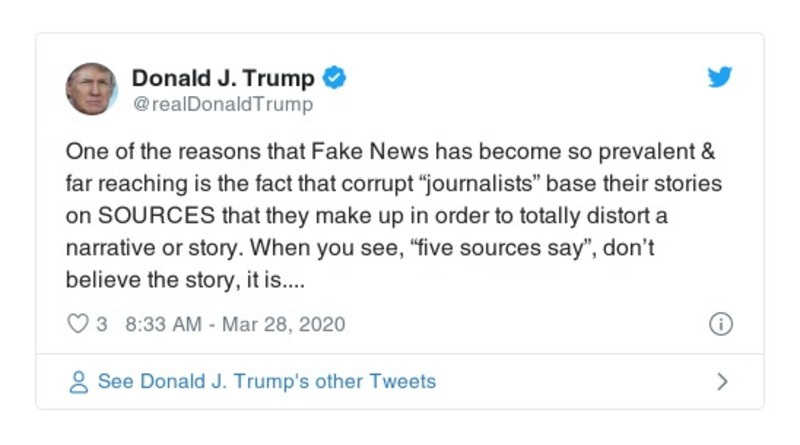 Donald J. Trump
@realDonaldTrump
One of the reasons that Fake News has become so prevalent &
far reaching is the fact that corrupt “journalists” base their stories
on SOURCES that they make up in order to totally distort a
narrative or story. When you see, “five sources say”, don’t
believe the story, it is....
3 8:33 AM - Mar 28, 2020
See Donald J. Trump's other Tweets